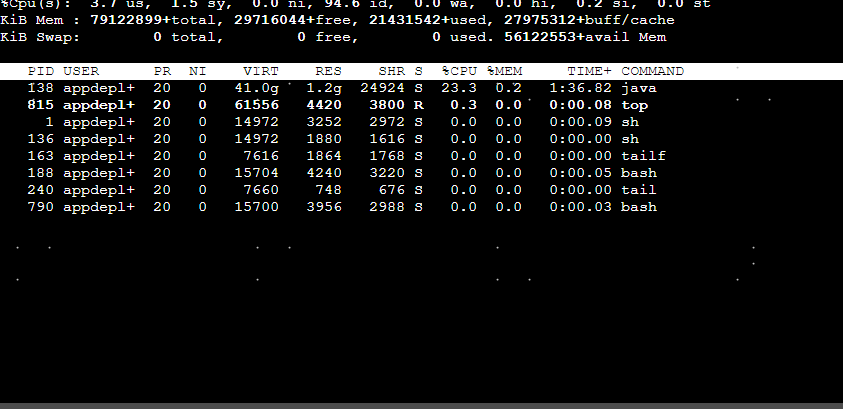 %Cpu(s):  3.7 us,  1.5 sy,  0.0 ni, 94.6 id,  0.0 wa,  0.0 hi,  0.2 si,  0.0 st
KiB Mem : 79122899+total, 29716044+free, 21431542+used, 27975312+buff/cache
KiB Swap:        0 total,        0 free,        0 used. 56122553+avail Mem
PID USER PR NI VIRT RES SHR S %CPU %MEM TIME+ COMMAND
138 appdepl+ 20 0 41.0g 1.2g 24924 S 23.3 0.2 1:36.82 java
815 appdepl+ 20 0 61556 4420 3800 R 0.3 0.0 0:00.08 top
1 appdepl+ 20 0 14972 3252 2972 S 0.0 0.0 0:00.09 sh
136 appdepl+ 20 0 14972 1880 1616 S 0.0 0.0 0:00.00 sh
163 appdepl+ 20 0 7616 1864 1768 S 0.0 0.0 0:00.00 tailf
188 appdepl+ 20 0 15704 4240 3220 S 0.0 0.0 0:00.05 bash
240 appdepl+ 20 0 7660 748 676 S 0.0 0.0 0:00.00 tail
790 appdepl+ 20 0 15700 3956 2988 S 0.0 0.0 0:00.03 bash